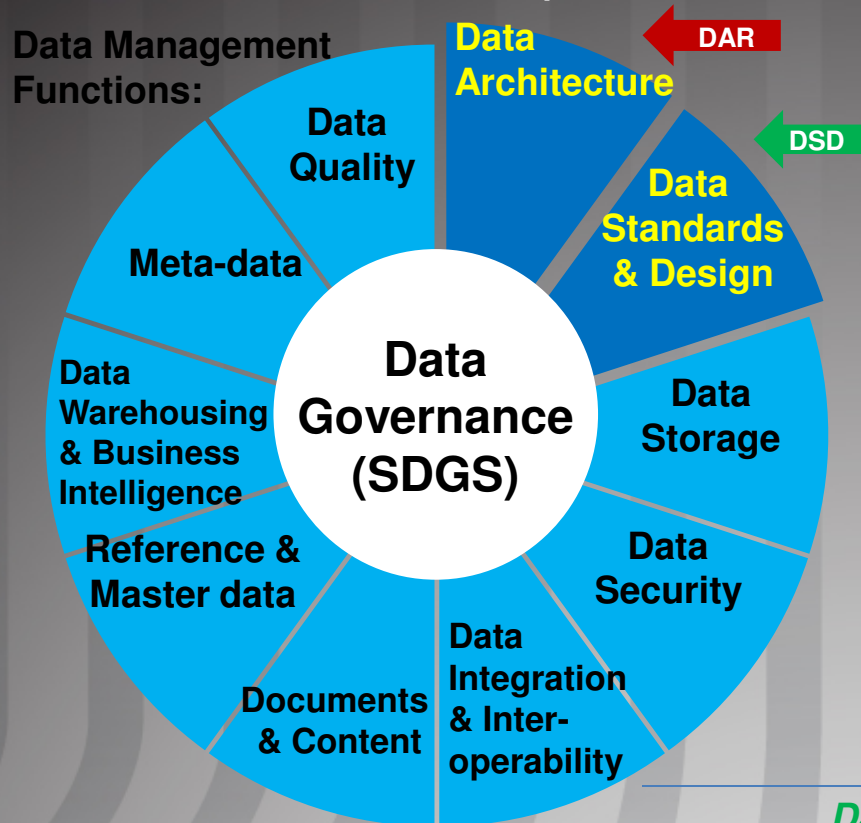 Data Management
Functions:
Data
Architecture
DAR
DSD
Data
Standards
& Design
Data
Storage
Data
Security
Data
Integration
& Inter-
operability
Documents
& Content
Reference &
Master data
Data
Warehousing
& Business
Intelligence
Meta-data
Data
Quality
Data
Governance
(SDGS)